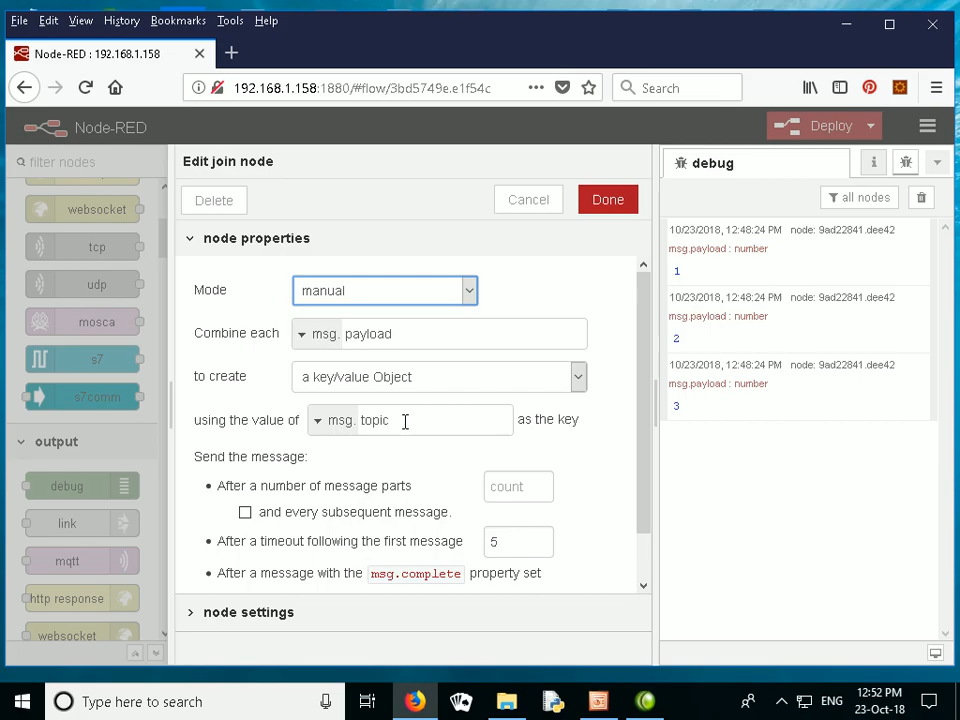 File Edit View History Bookmarks Tools Help
Node-RED : 192.168.1.158
192.168.1.158:1880/#flow/3bd5749e.e1f54c
Search
Node-RED
Deploy
filter nodes
websocket
tcp
udp
mosca
s7
s7comm
output
debug
link
mqtt
http response
websocket
Edit join node
Delete
Cancel
Done
node properties
Mode
manual
Combine each
msg. payload
to create
a key/value Object
using the value of
msg. topic
as the key
Send the message:
• After a number of message parts
count
and every subsequent message.
• After a timeout following the first message
5
• After a message with the msg.complete property set
node settings
debug
i
all nodes
10/23/2018, 12:48:24 PM node: 9ad22841.dee42
msg.payload : number
1
10/23/2018, 12:48:24 PM node: 9ad22841.dee42
msg.payload : number
2
10/23/2018, 12:48:24 PM node: 9ad22841.dee42
msg.payload : number
3
Type here to search
ENG
12:52 PM
23-Oct-18